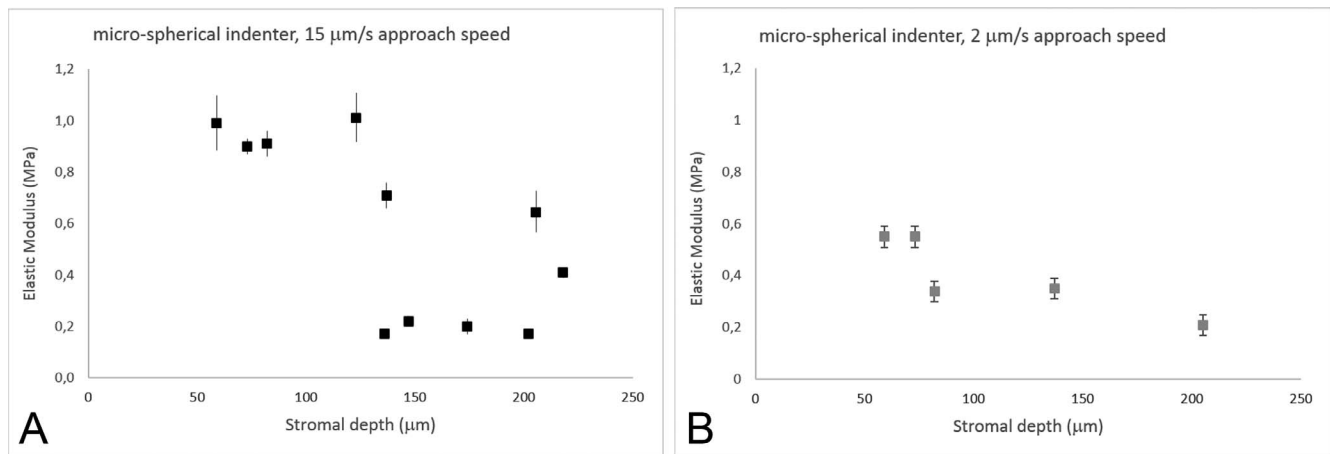 micro-spherical indenter, 15 μm/s approach speed
1,2
1,0
0,8
0,6
0,4
0,2
0,0
Elastic Modulus (MPa)
0 50 100 150 200 250
Stromal depth (μm)
A
micro-spherical indenter, 2 μm/s approach speed
1,2
1
0,8
0,6
0,4
0,2
0
Elastic Modulus (MPa)
0 50 100 150 200 250
Stromal depth (μm)
B